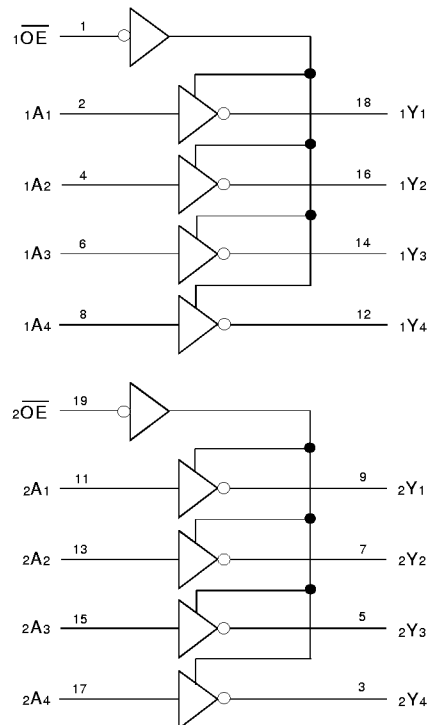 1OE 1
1A1 2 18 1Y1
1A2 4 16 1Y2
1A3 6 14 1Y3
1A4 8 12 1Y4
2OE 19
2A1 11 9 2Y1
2A2 13 7 2Y2
2A3 15 5 2Y3
2A4 17 3 2Y4